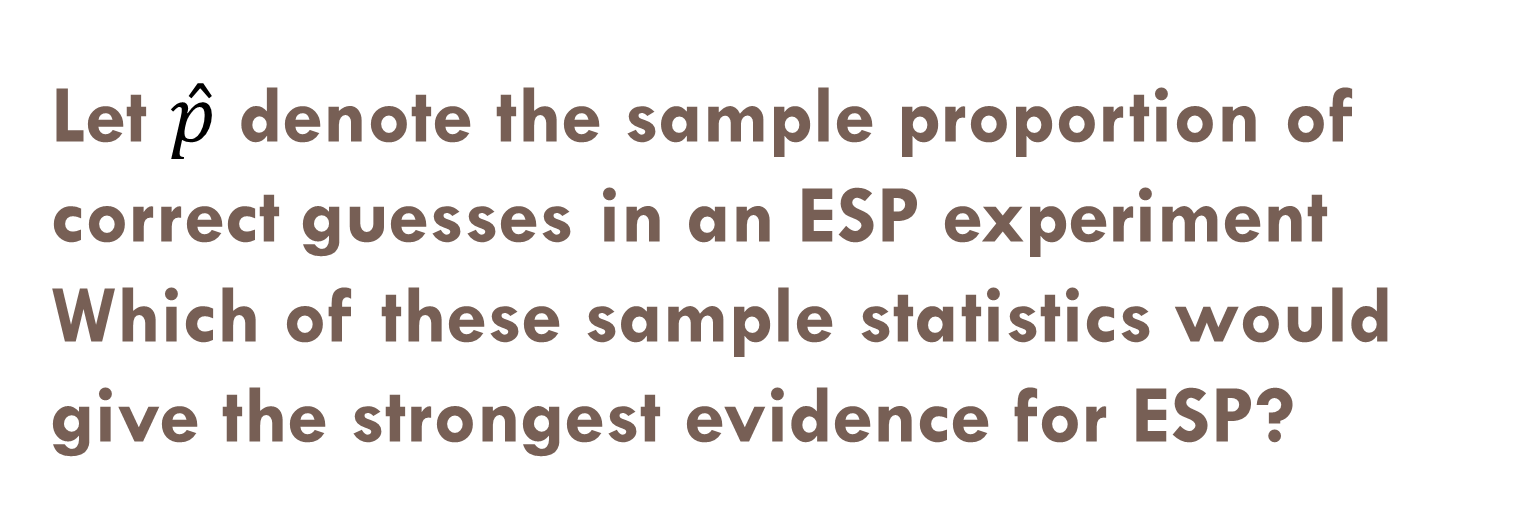 Let p̂ denote the sample proportion of
correct guesses in an ESP experiment
Which of these sample statistics would
give the strongest evidence for ESP?